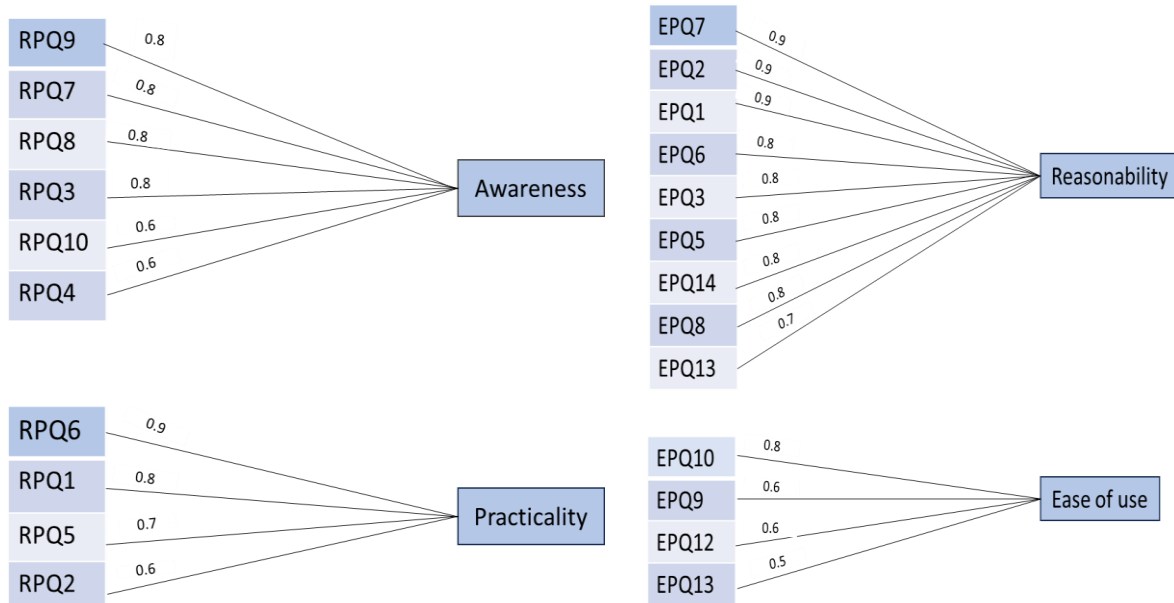 RPQ9
0.8
RPQ7
0.8
RPQ8
0.8
RPQ3
0.8
RPQ10
0.6
RPQ4
0.6
Awareness
EPQ7
0.9
EPQ2
0.9
EPQ1
0.9
EPQ6
0.8
EPQ3
0.8
EPQ5
0.8
EPQ14
0.8
EPQ8
0.8
EPQ13
0.7
Reasonability
RPQ6
0.9
RPQ1
0.8
RPQ5
0.7
RPQ2
0.6
Practicality
EPQ10
0.8
EPQ9
0.6
EPQ12
0.6
EPQ13
0.5
Ease of use